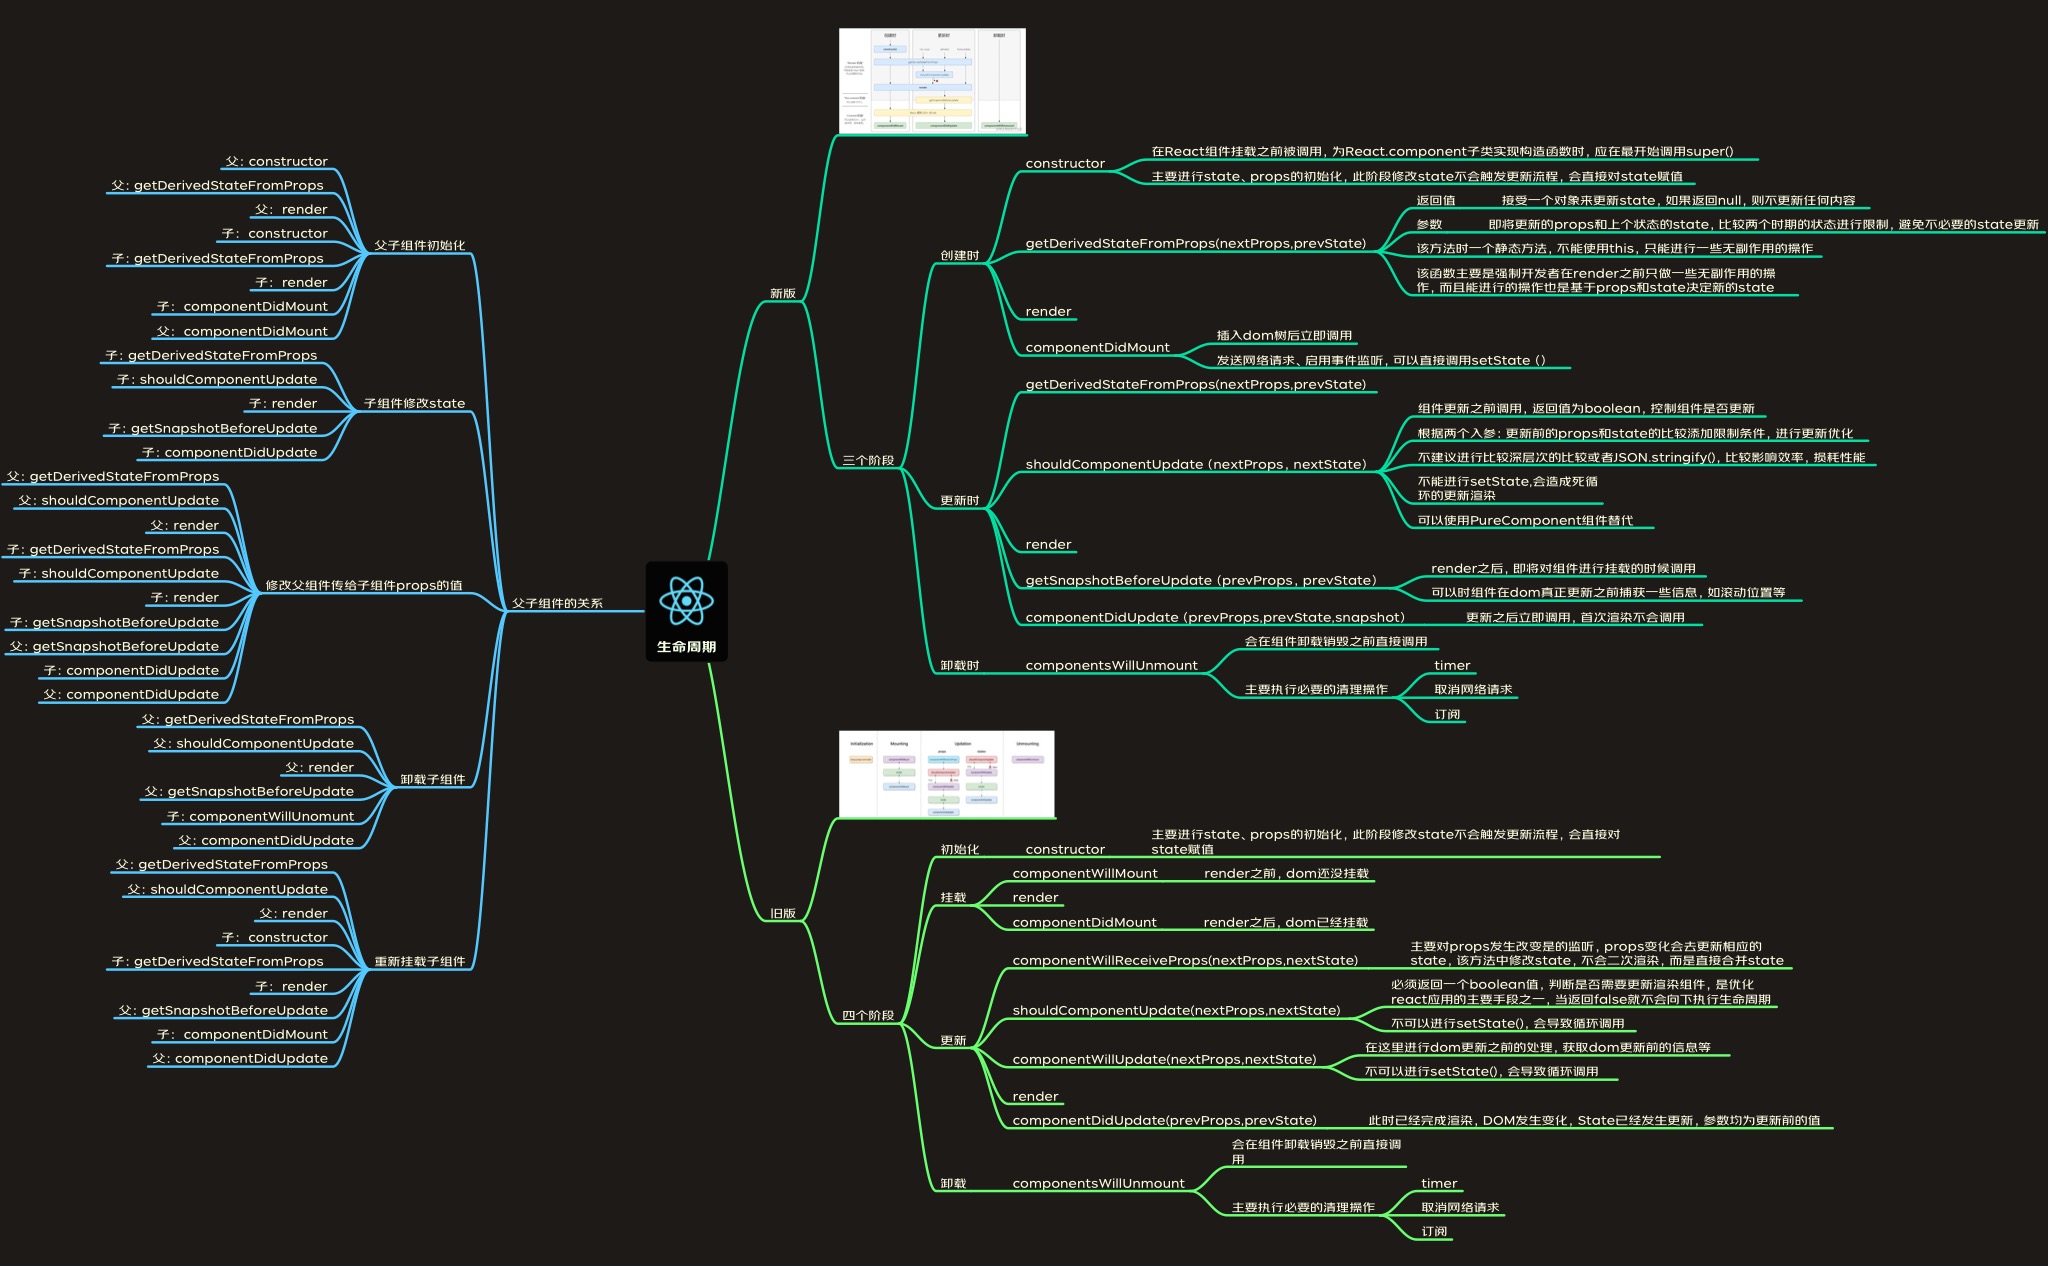 生命周期
新版
创建时
更新时
卸载时
constructor
render
三个阶段
创建时
constructor
在React组件挂载之前被调用, 为React.component子类实现构造函数时, 应在最开始调用super()
主要进行state、props的初始化, 此阶段修改state不会触发更新流程, 会直接对state赋值
getDerivedStateFromProps(nextProps,prevState)
返回值
接受一个对象来更新state, 如果返回null, 则不更新任何内容
参数
即将更新的props和上个状态的state, 比较两个时期的状态进行限制, 避免不必要的state更新
该方法时一个静态方法, 不能使用this, 只能进行一些无副作用的操作
该函数主要是强制开发者在render之前只做一些无副作用的操
作, 而且能进行的操作也是基于props和state决定新的state
render
componentDidMount
插入dom树后立即调用
发送网络请求、启用事件监听, 可以直接调用setState ()
更新时
getDerivedStateFromProps(nextProps,prevState)
shouldComponentUpdate (nextProps, nextState)
组件更新之前调用, 返回值为boolean, 控制组件是否更新
根据两个入参: 更新前的props和state的比较添加限制条件, 进行更新优化
不建议进行比较深层次的比较或者JSON.stringify(), 比较影响效率, 损耗性能
不能进行setState,会造成死循
环的更新渲染
可以使用PureComponent组件替代
render
getSnapshotBeforeUpdate (prevProps, prevState)
render之后, 即将对组件进行挂载的时候调用
可以时组件在dom真正更新之前捕获一些信息, 如滚动位置等
componentDidUpdate (prevProps,prevState,snapshot)
更新之后立即调用, 首次渲染不会调用
卸载时
componentsWillUnmount
会在组件卸载销毁之前直接调用
主要执行必要的清理操作
timer
取消网络请求
订阅
旧版
Initialization
Mounting
Updation
Unmounting
props
states
四个阶段
初始化
constructor
主要进行state、props的初始化, 此阶段修改state不会触发更新流程, 会直接对
state赋值
挂载
componentWillMount
render之前, dom还没挂载
render
componentDidMount
render之后, dom已经挂载
更新
componentWillReceiveProps(nextProps,nextState)
主要对props发生改变是的监听, props变化会去更新相应的
state, 该方法中修改state, 不会二次渲染, 而是直接合并state
shouldComponentUpdate(nextProps,nextState)
必须返回一个boolean值, 判断是否需要更新渲染组件, 是优化
react应用的主要手段之一, 当返回false就不会向下执行生命周期
不可以进行setState(), 会导致循环调用
componentWillUpdate(nextProps,nextState)
在这里进行dom更新之前的处理, 获取dom更新前的信息等
不可以进行setState(), 会导致循环调用
render
componentDidUpdate(prevProps,prevState)
此时已经完成渲染, DOM发生变化, State已经发生更新, 参数均为更新前的值
卸载
componentsWillUnmount
会在组件卸载销毁之前直接调
用
主要执行必要的清理操作
timer
取消网络请求
订阅
父子组件的关系
父子组件初始化
父: constructor
父: getDerivedStateFromProps
父: render
子: constructor
子: getDerivedStateFromProps
子: render
子: componentDidMount
父: componentDidMount
子组件修改state
子: getDerivedStateFromProps
子: shouldComponentUpdate
子: render
子: getSnapshotBeforeUpdate
子: componentDidUpdate
修改父组件传给子组件props的值
父: getDerivedStateFromProps
父: shouldComponentUpdate
父: render
子: getDerivedStateFromProps
子: shouldComponentUpdate
子: render
子: getSnapshotBeforeUpdate
父: getSnapshotBeforeUpdate
子: componentDidUpdate
父: componentDidUpdate
卸载子组件
父: getDerivedStateFromProps
父: shouldComponentUpdate
父: render
父: getSnapshotBeforeUpdate
子: componentWillUnomunt
父: componentDidUpdate
重新挂载子组件
父: getDerivedStateFromProps
父: shouldComponentUpdate
父: render
子: constructor
子: getDerivedStateFromProps
子: render
父: getSnapshotBeforeUpdate
子: componentDidMount
父: componentDidUpdate